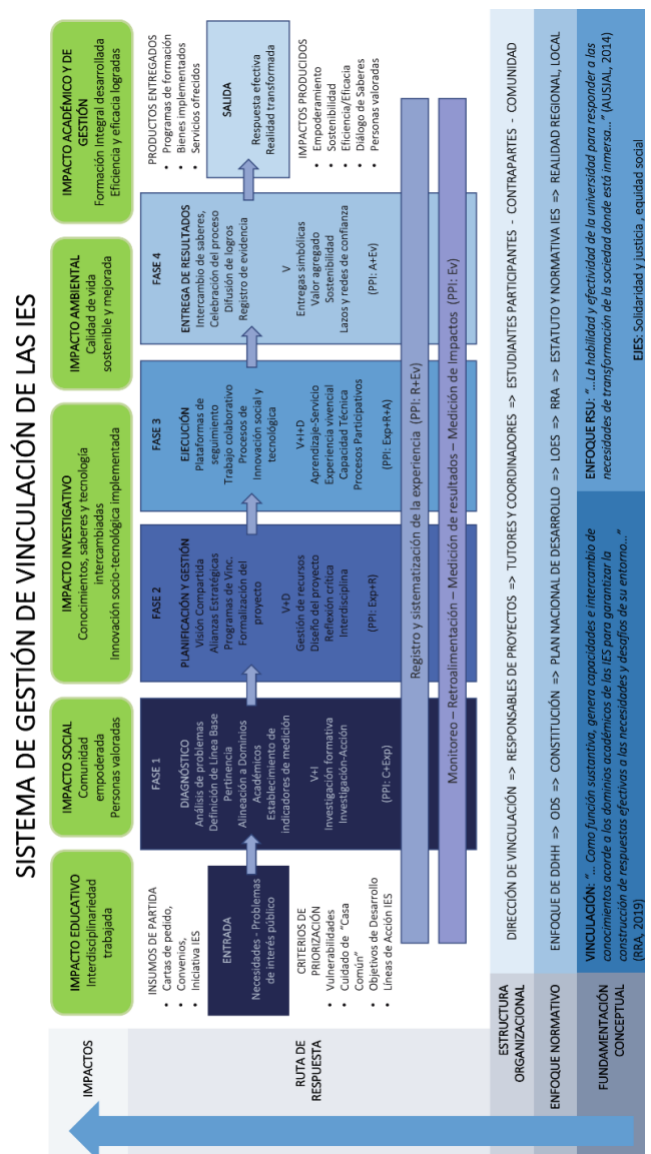 SISTEMA DE GESTIÓN DE VINCULACIÓN DE LAS IES
IMPACTOS
IMPACTO EDUCATIVO
Interdisciplinariedad
trabajada
IMPACTO SOCIAL
Comunidad
empoderada
Personas valoradas
IMPACTO INVESTIGATIVO
Conocimientos, saberes y tecnología
intercambiadas
Innovación socio-tecnológica implementada
IMPACTO AMBIENTAL
Calidad de vida
sostenible y mejorada
IMPACTO ACADÉMICO Y DE
GESTIÓN
Formación Integral desarrollada
Eficiencia y eficacia logradas
RUTA DE
RESPUESTA
INSUMOS DE PARTIDA
• Cartas de pedido,
• Convenios,
• Iniciativa IES
ENTRADA
Necesidades - Problemas
de interés público
CRITERIOS DE
PRIORIZACIÓN
• Vulnerabilidades
• Cuidado de "Casa
Común"
• Objetivos de Desarrollo
• Líneas de Acción IES
FASE 1
DIAGNÓSTICO
Análisis de problemas
Definición de Línea Base
Pertinencia
Alineación a Dominios
Académicos
Establecimiento de
indicadores de medición
V+I
Investigación formativa
Investigación-Acción
(PPI: C+Exp)
FASE 2
PLANIFICACIÓN Y GESTIÓN
Visión Compartida
Alianzas Estratégicas
Programas de Vinc.
Formalización del
proyecto
V+D
Gestión de recursos
Diseño del proyecto
Reflexión crítica
Interdisciplina
(PPI: Exp+R)
FASE 3
EJECUCIÓN
Plataformas de
seguimiento
Trabajo colaborativo
Procesos de
Innovación social y
tecnológica
V+I+D
Aprendizaje-Servicio
Experiencia vivencial
Capacidad Técnica
Procesos Participativos
(PPI: Exp+R+A)
FASE 4
ENTREGA DE RESULTADOS
Intercambio de saberes,
Celebración del proceso
Difusión de logros
Registro de evidencia
V
Entregas simbólicas
Valor agregado
Sostenibilidad
Lazos y redes de confianza
(PPI: A+Ev)
PRODUCTOS ENTREGADOS
• Programas de formación
• Bienes implementados
• Servicios ofrecidos
SALIDA
Respuesta efectiva
Realidad transformada
IMPACTOS PRODUCIDOS
• Empoderamiento
• Sostenibilidad
• Eficiencia/Eficacia
• Diálogo de Saberes
• Personas valoradas
Registro y sistematización de la experiencia (PPI: R+Ev)
Monitoreo – Retroalimentación – Medición de resultados – Medición de Impactos (PPI: Ev)
ESTRUCTURA
ORGANIZACIONAL
DIRECCIÓN DE VINCULACIÓN => RESPONSABLES DE PROYECTOS => TUTORES Y COORDINADORES => ESTUDIANTES PARTICIPANTES - CONTRAPARTES - COMUNIDAD
ENFOQUE NORMATIVO
ENFOQUE DE DDHH => ODS => CONSTITUCIÓN => PLAN NACIONAL DE DESARROLLO => LOES => RRA => ESTATUTO Y NORMATIVA IES => REALIDAD REGIONAL, LOCAL
FUNDAMENTACIÓN
CONCEPTUAL
VINCULACIÓN: "... Como función sustantiva, genera capacidades e intercambio de
conocimientos acorde a los dominios académicos de las IES para garantizar la
construcción de respuestas efectivas a las necesidades y desafíos de su entorno..."
(RRA, 2019)
ENFOQUE RSU: "...La habilidad y efectividad de la universidad para responder a las
necesidades de transformación de la sociedad donde está inmersa..." (AUSJAL, 2014)
EJES: Solidaridad y justicia , equidad social